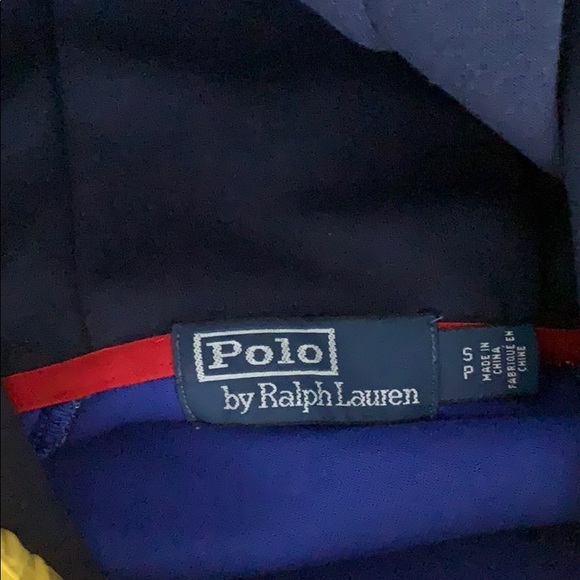 Polo
by Ralph Lauren
S
P
MADE IN
CHINA
FABRIQUE EN
CHINE